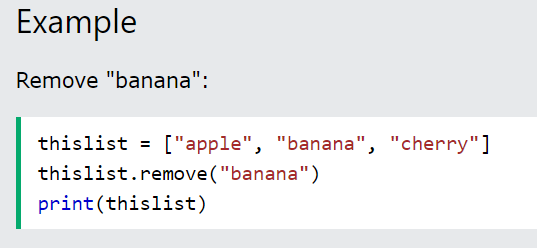 Example
Remove "banana":
thislist = ["apple", "banana", "cherry"]
thislist.remove("banana")
print(thislist)